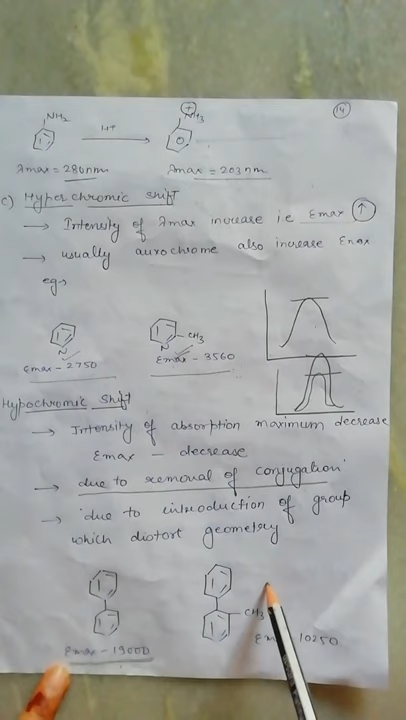 14
NH2 H+ + NH3
λmax = 280nm λmax = 203nm
c) Hyperchromic shift
→ Intensity of λmax increase i.e Emax ↑
→ usually auxochrome also increase Emax
eg→
N N CH3
Emax - 2750 Emax - 3560
Hypochromic shift
→ Intensity of absorption maximum decrease
Emax - decrease
→ due to removal of conjugation
→ due to introduction of group
which distort geometry
CH3
Emax - 19000 10250